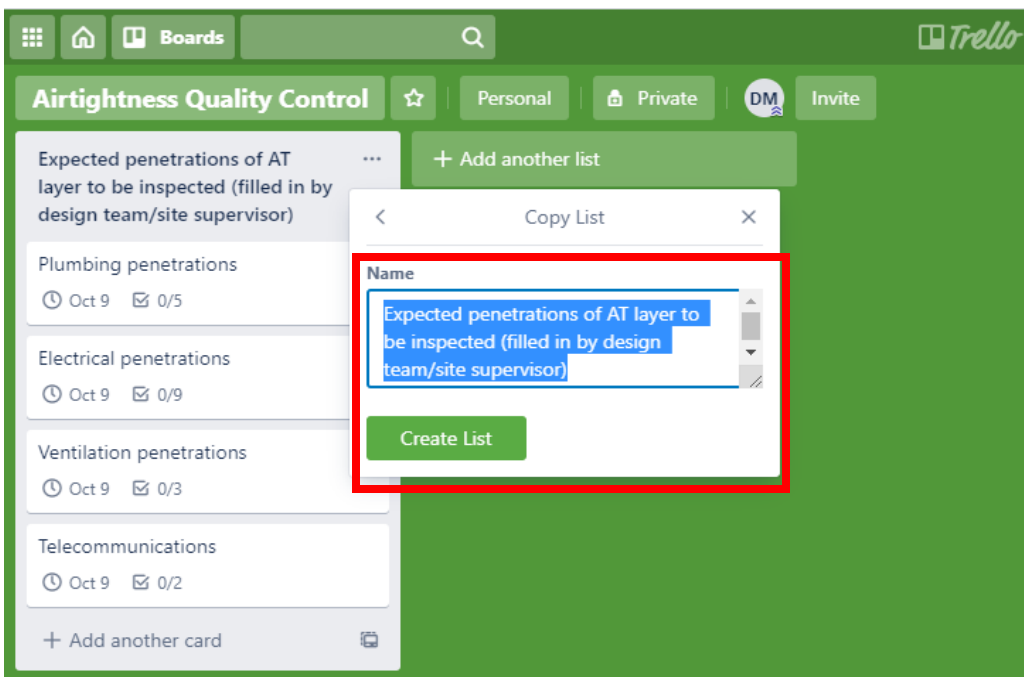 Boards
Trello
Airtightness Quality Control
Personal
Private
DM
Invite
Expected penetrations of AT
layer to be inspected (filled in by
design team/site supervisor)
...
Plumbing penetrations
Oct 9 0/5
Electrical penetrations
Oct 9 0/9
Ventilation penetrations
Oct 9 0/3
Telecommunications
Oct 9 0/2
+ Add another card
+ Add another list
Copy List
Name
Expected penetrations of AT layer to
be inspected (filled in by design
team/site supervisor)
Create List